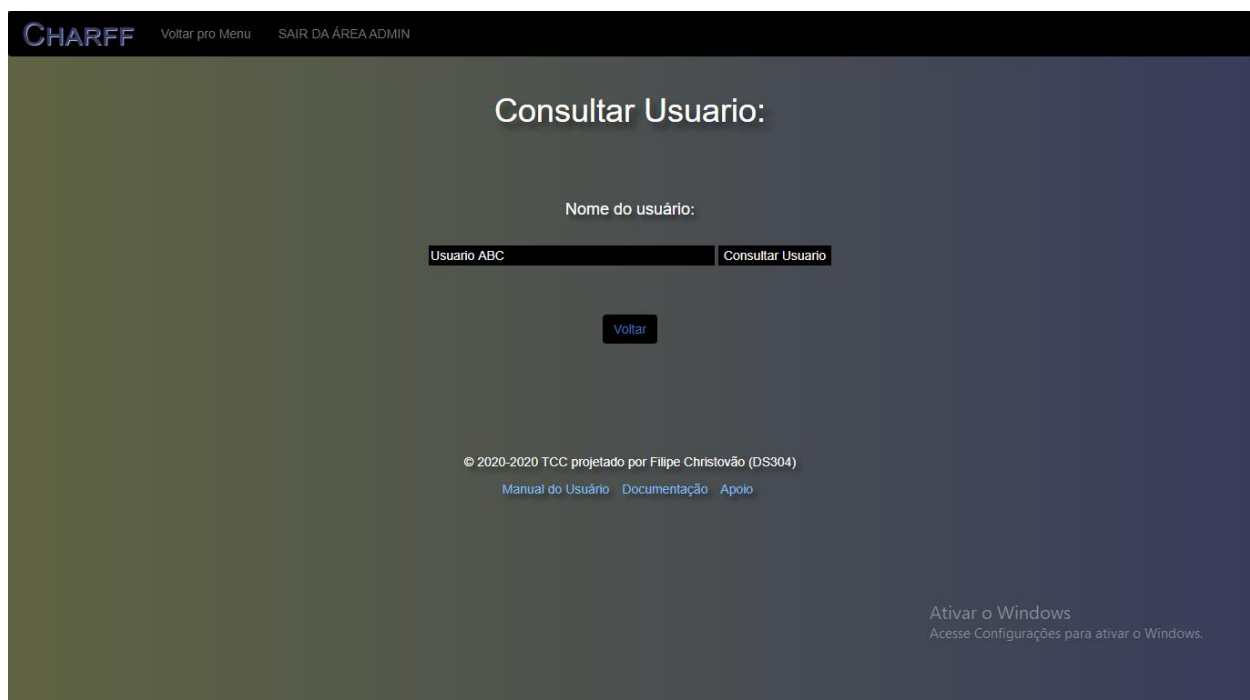 CHARFF Voltar pro Menu SAIR DA ÁREA ADMIN
Consultar Usuario:
Nome do usuário:
Usuario ABC Consultar Usuario
Voltar
© 2020-2020 TCC projetado por Filipe Christovão (DS304)
Manual do Usuário Documentação Apoio
Ativar o Windows
Acesse Configurações para ativar o Windows.